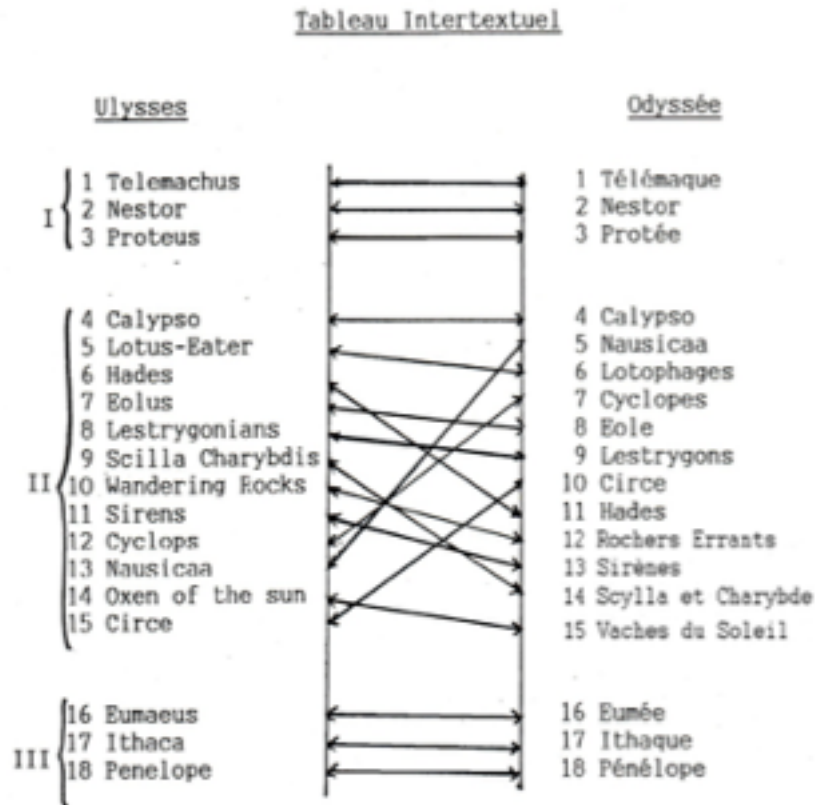 Tableau Intertextuel
Ulysses
Odyssée
I
1 Telemachus
2 Nestor
3 Proteus
1 Télémaque
2 Nestor
3 Protée
II
4 Calypso
5 Lotus-Eater
6 Hades
7 Eolus
8 Lestrygonians
9 Scilla Charybdis
10 Wandering Rocks
11 Sirens
12 Cyclops
13 Nausicaa
14 Oxen of the sun
15 Circe
4 Calypso
5 Nausicaa
6 Lotophages
7 Cyclopes
8 Eole
9 Lestrygons
10 Circe
11 Hades
12 Rochers Errants
13 Sirènes
14 Scylla et Charybde
15 Vaches du Soleil
III
16 Eumaeus
17 Ithaca
18 Penelope
16 Eumée
17 Ithaque
18 Pénélope